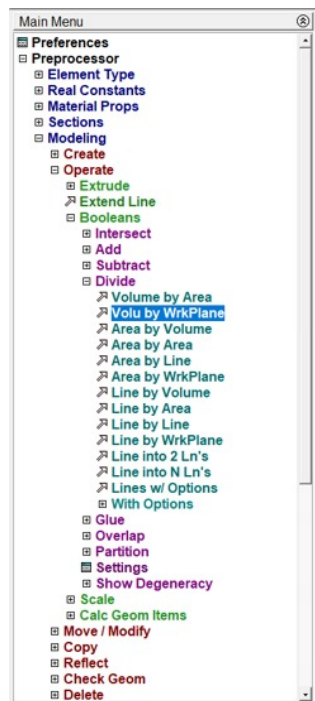 Main Menu
Preferences
Preprocessor
Element Type
Real Constants
Material Props
Sections
Modeling
Create
Operate
Extrude
Extend Line
Booleans
Intersect
Add
Subtract
Divide
Volume by Area
Volu by WrkPlane
Area by Volume
Area by Area
Area by Line
Area by WrkPlane
Line by Volume
Line by Area
Line by Line
Line by WrkPlane
Line into 2 Ln's
Line into N Ln's
Lines w/ Options
With Options
Glue
Overlap
Partition
Settings
Show Degeneracy
Scale
Calc Geom Items
Move / Modify
Copy
Reflect
Check Geom
Delete